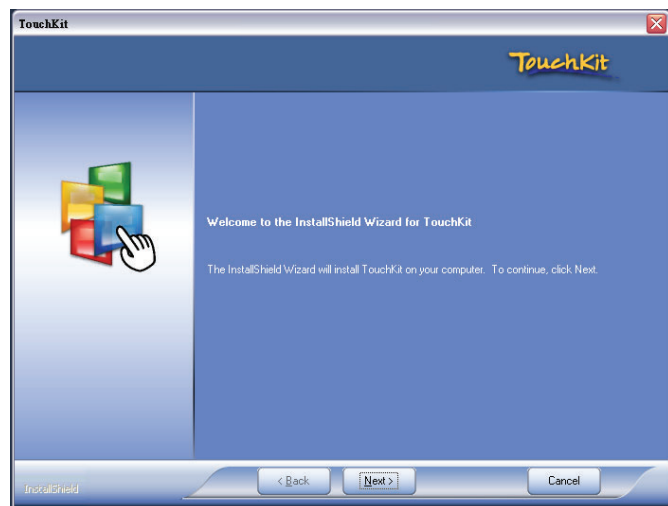 TouchKit
TouchKit
Welcome to the InstallShield Wizard for TouchKit
The InstallShield Wizard will install TouchKit on your computer. To continue, click Next.
InstallShield
< Back
Next >
Cancel